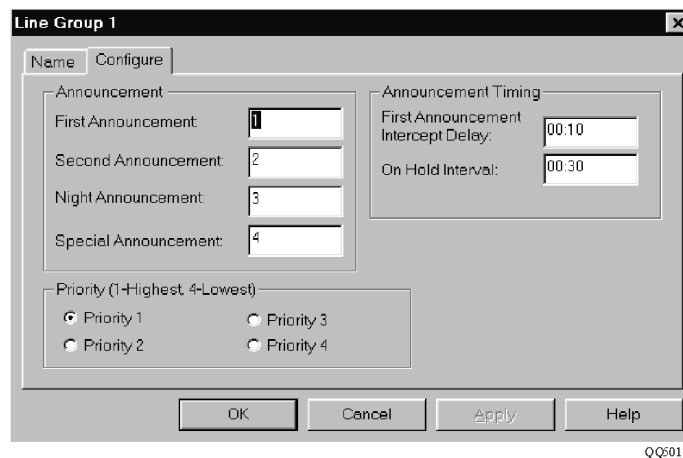 Line Group 1
Name
Configure
Announcement
First Announcement:
1
Second Announcement:
2
Night Announcement:
3
Special Announcement:
4
Announcement Timing
First Announcement
Intercept Delay:
00:10
On Hold Interval:
00:30
Priority (1-Highest, 4-Lowest)
Priority 1
Priority 3
Priority 2
Priority 4
OK
Cancel
Apply
Help
QQ501